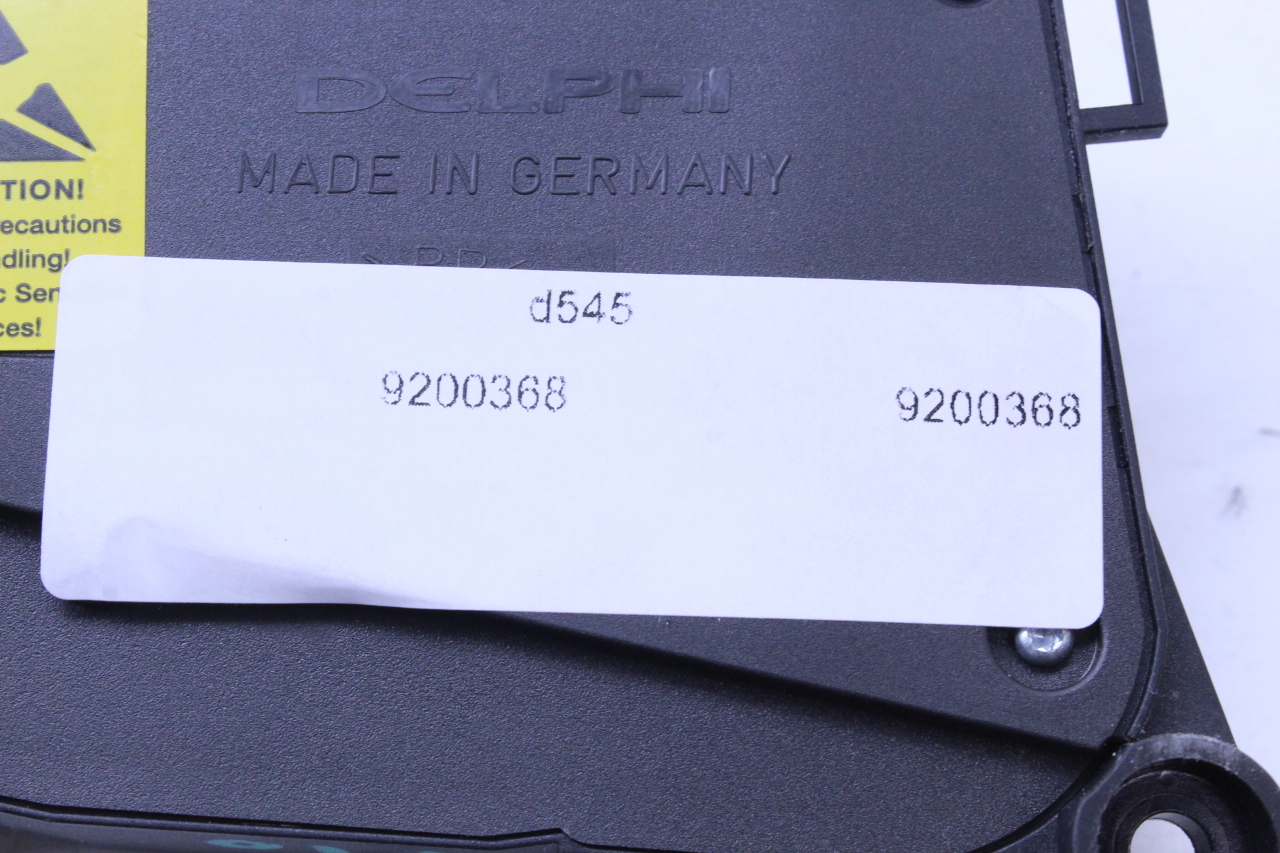 DELPHI
MADE IN GERMANY
TION!
ecautions
dling!
c Sen
ces!
d545
9200368 9200368